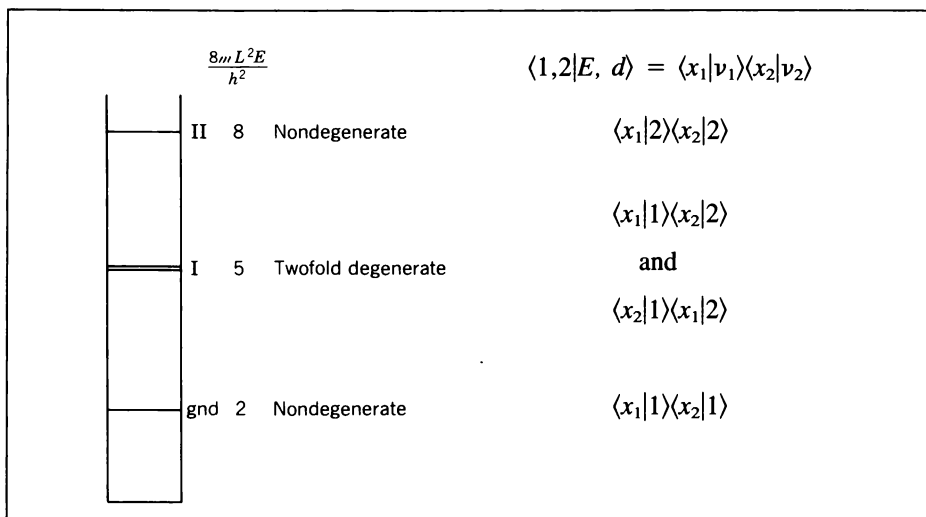 8mL²E
h²
⟨1,2|E, d⟩ = ⟨x₁|ν₁⟩⟨x₂|ν₂⟩
II 8 Nondegenerate ⟨x₁|2⟩⟨x₂|2⟩
⟨x₁|1⟩⟨x₂|2⟩
I 5 Twofold degenerate and
⟨x₂|1⟩⟨x₁|2⟩
gnd 2 Nondegenerate ⟨x₁|1⟩⟨x₂|1⟩